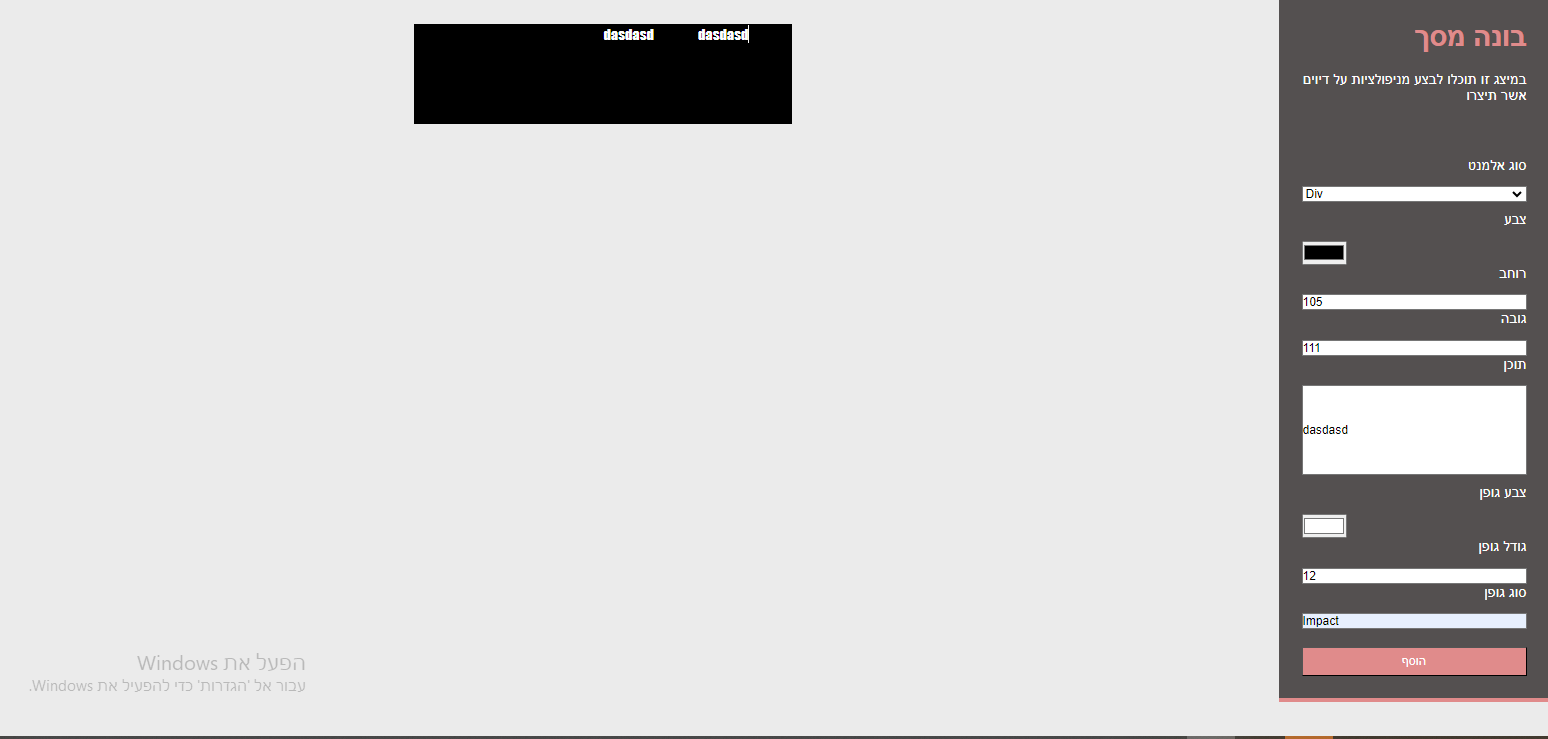 בונה מסך
במיצג זו תוכלו לבצע מניפולציות על דיוים
אשר תיצרו
סוג אלמנט
Div
צבע
רוחב
105
גובה
111
תוכן
dasdasd
צבע גופן
גודל גופן
12
סוג גופן
Impact
הוסף
dasdasd dasdasd
הפעל את Windows
עבור אל 'הגדרות' כדי להפעיל את Windows.